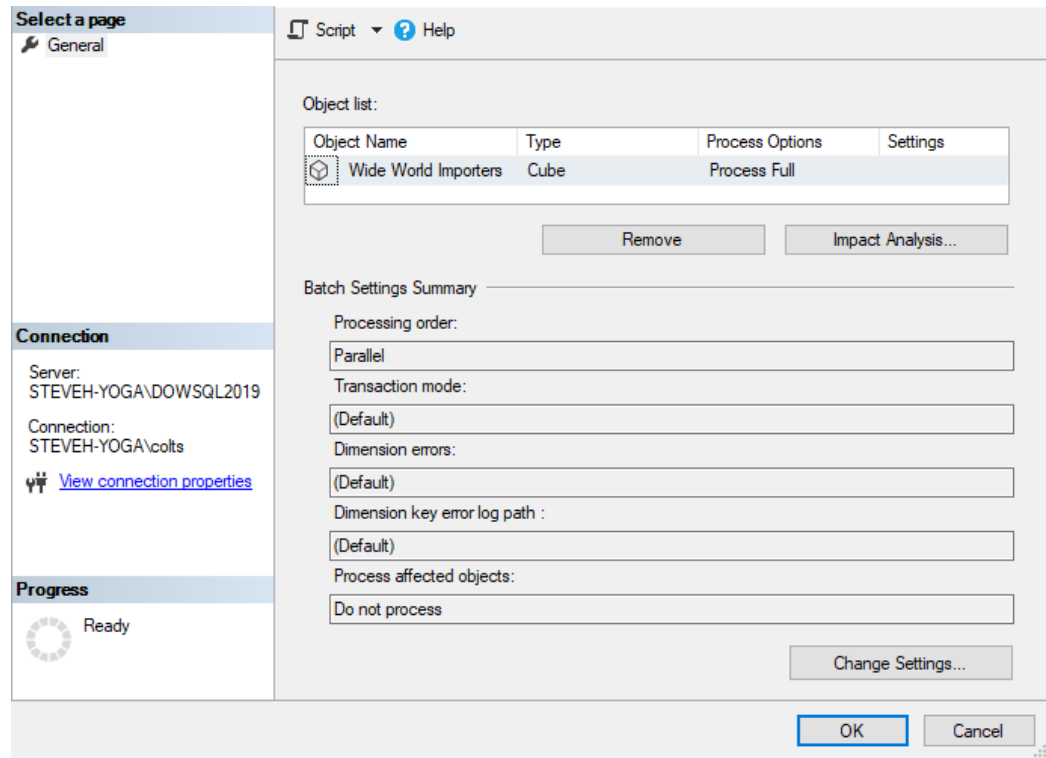 Select a page
General
Connection
Server:
STEVEH-YOGA\DOWSQL2019
Connection:
STEVEH-YOGA\colts
View connection properties
Progress
Ready
Script Help
Object list:
Object Name Type Process Options Settings
Wide World Importers Cube Process Full
Remove Impact Analysis...
Batch Settings Summary
Processing order:
Parallel
Transaction mode:
(Default)
Dimension errors:
(Default)
Dimension key error log path :
(Default)
Process affected objects:
Do not process
Change Settings...
OK Cancel